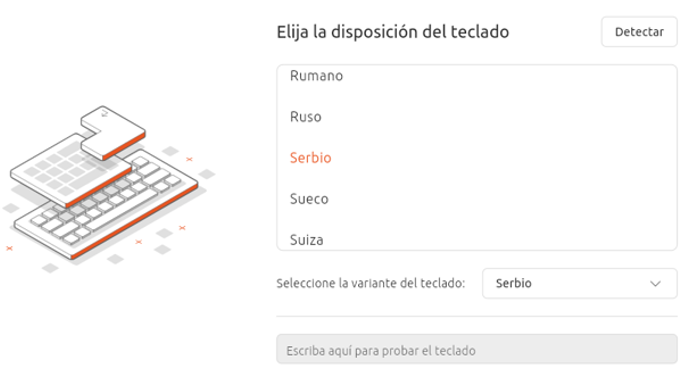 Elija la disposición del teclado
Detectar
Rumano
Ruso
Serbio
Sueco
Suiza
Seleccione la variante del teclado: Serbio
Escriba aquí para probar el teclado